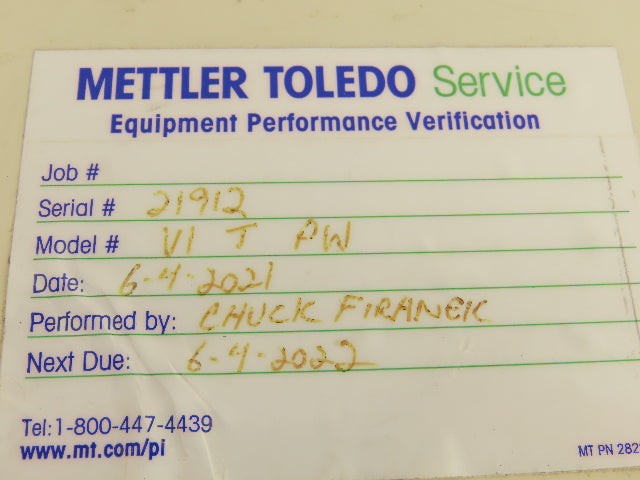 METTLER TOLEDO Service
Equipment Performance Verification
Job #
Serial # 21912
Model # VI T PW
Date: 6-4-2021
Performed by: CHUCK FIRANEK
Next Due: 6-4-2022
Tel:1-800-447-4439
www.mt.com/pi
MT PN 282